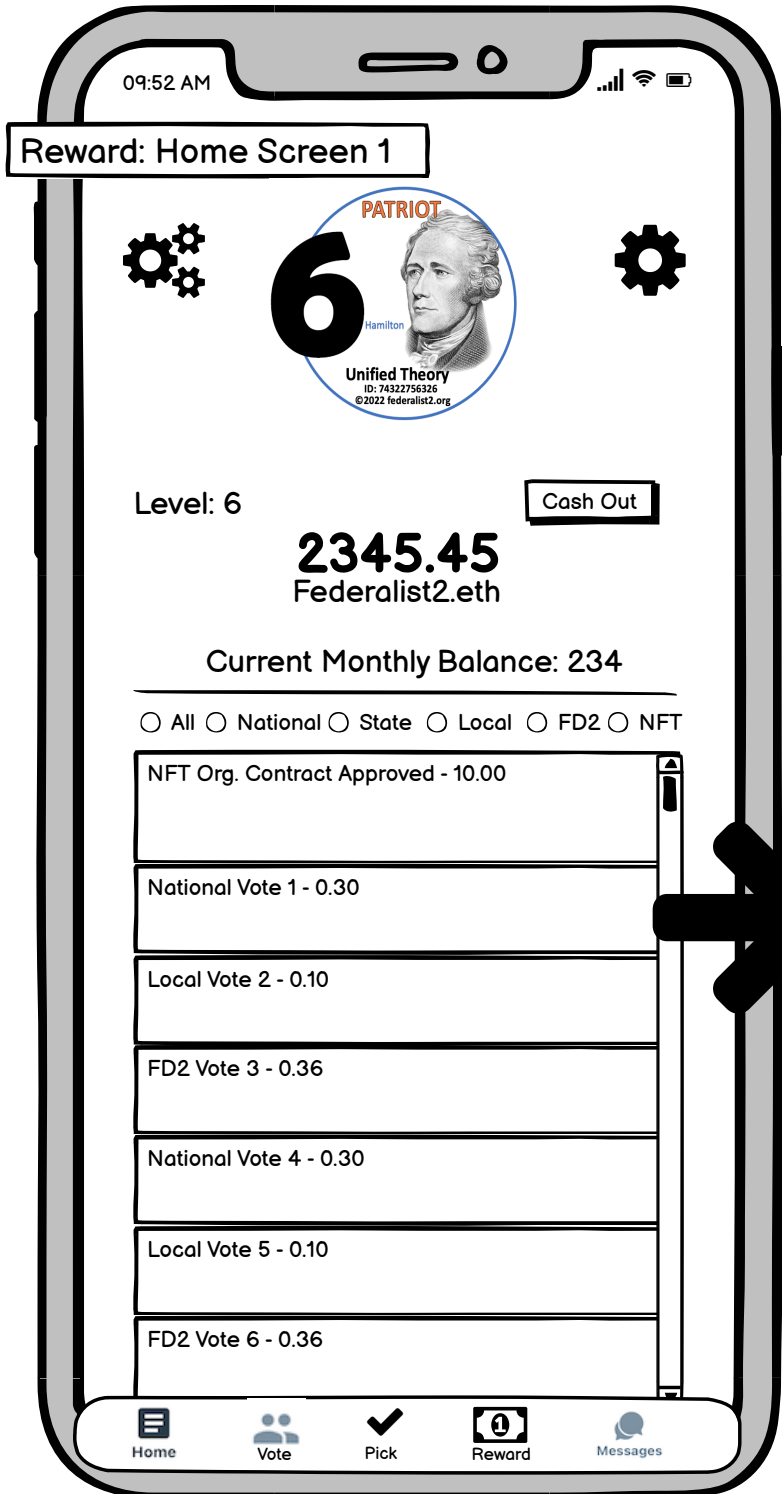 09:52 AM
Reward: Home Screen 1
PATRIOT
6
Hamilton
Unified Theory
ID: 74322756326
©2022 federalist2.org
Level: 6
Cash Out
2345.45
Federalist2.eth
Current Monthly Balance: 234
All National State Local FD2 NFT
NFT Org. Contract Approved - 10.00
National Vote 1 - 0.30
Local Vote 2 - 0.10
FD2 Vote 3 - 0.36
National Vote 4 - 0.30
Local Vote 5 - 0.10
FD2 Vote 6 - 0.36
1
Home Vote Pick Reward Messages